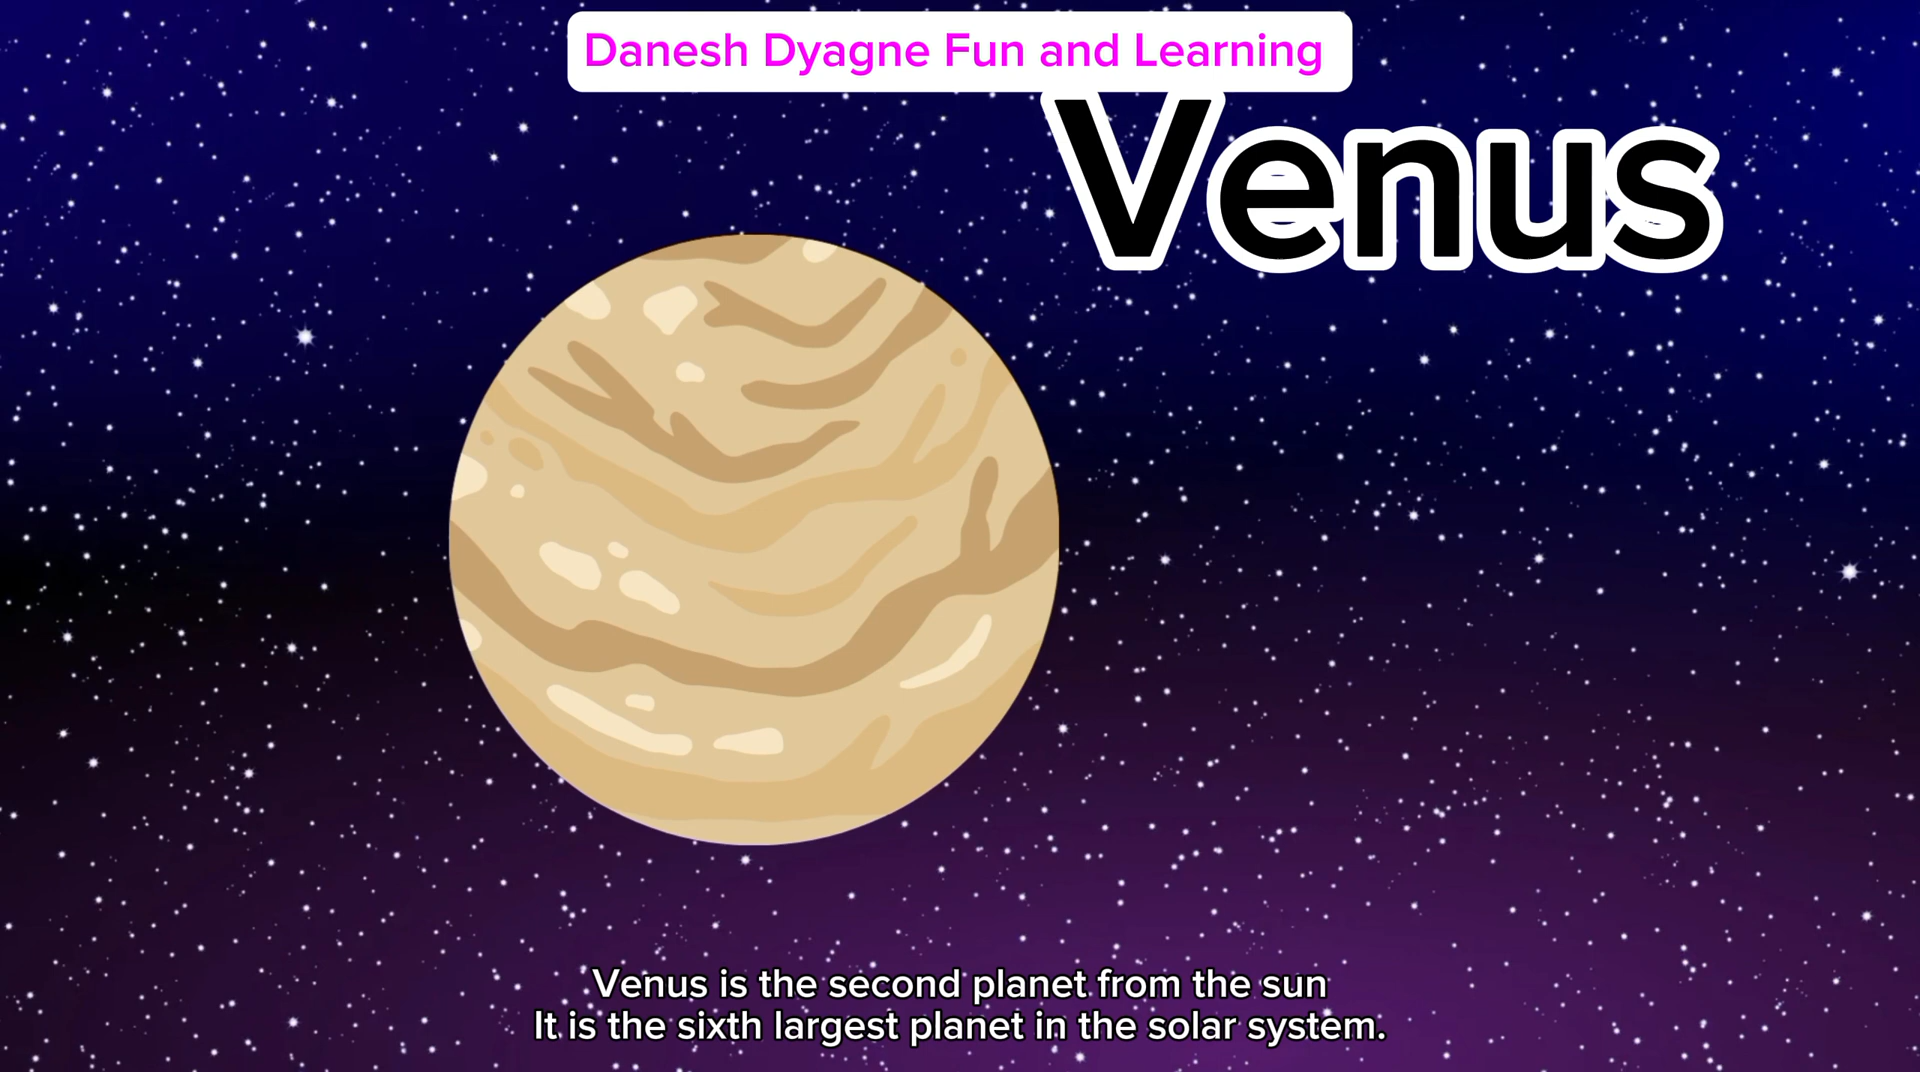 Danesh Dyagne Fun and Learning
Venus
Venus is the second planet from the sun
It is the sixth largest planet in the solar system.